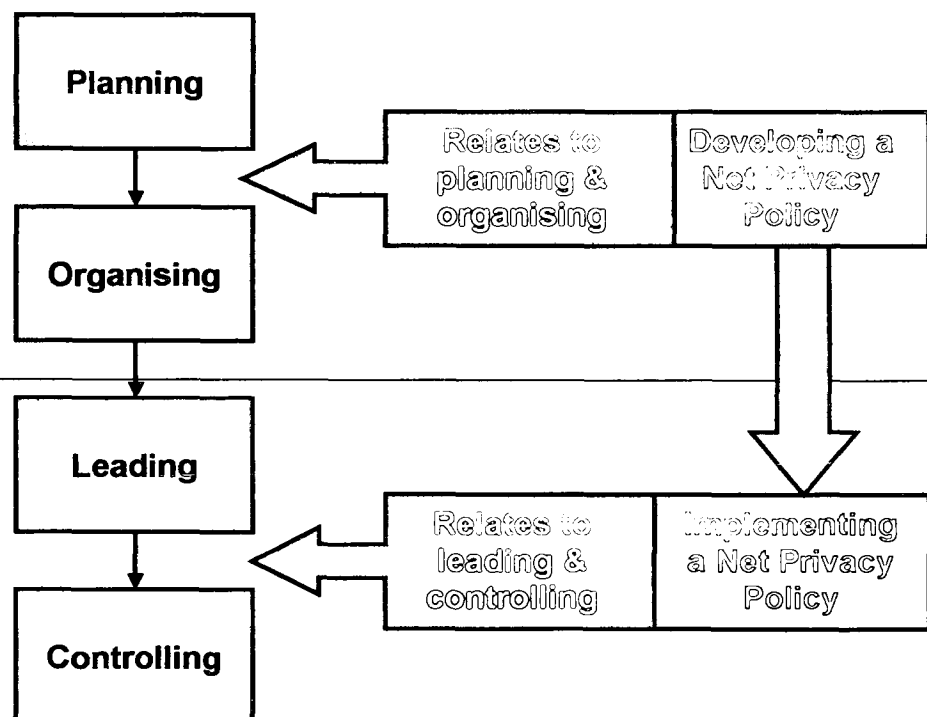 Planning
Relates to
planning &
organising
Developing a
Net Privacy
Policy
Organising
Leading
Relates to
leading &
controlling
Implementing
a Net Privacy
Policy
Controlling